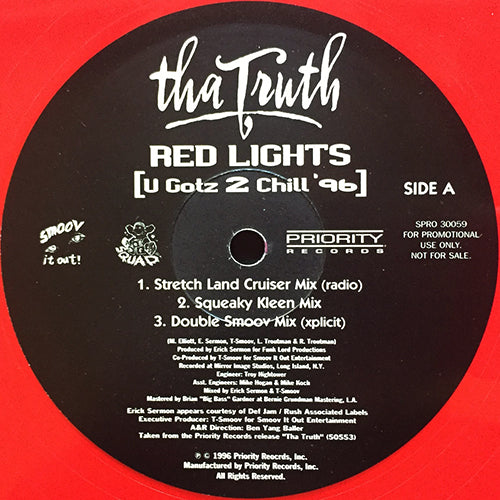 tha Truth
RED LIGHTS
[U Gotz 2 Chill '96]
SIDE A
SPRO 30059
FOR PROMOTIONAL
USE ONLY.
NOT FOR SALE.
SMOOV
it out!
DEF
SQUAD
PRIORITY
RECORDS
1. Stretch Land Cruiser Mix (radio)
2. Squeaky Kleen Mix
3. Double Smoov Mix (xplicit)
(M. Elliott, E. Sermon, T-Smoov, L. Troutman & R. Troutman)
Produced by Erick Sermon for Funk Lord Productions
Co-Produced by T-Smoov for Smoov It Out Entertainment
Recorded at Mirror Image Studios, Long Island, N.Y.
Engineer: Troy Hightower
Asst. Engineers: Mike Hogan & Mike Koch
Mixed by Erick Sermon & T-Smoov
Mastered by Brian "Big Bass" Gardner at Bernie Grundman Mastering, L.A.
Erick Sermon appears courtesy of Def Jam / Rush Associated Labels
Executive Producer: T-Smoov for Smoov It Out Entertainment
A&R Direction: Ben Yang Baller
Taken from the Priority Records release "Tha Truth" (50553)
℗ © 1996 Priority Records, Inc.
Manufactured by Priority Records, Inc.
All Rights Reserved.